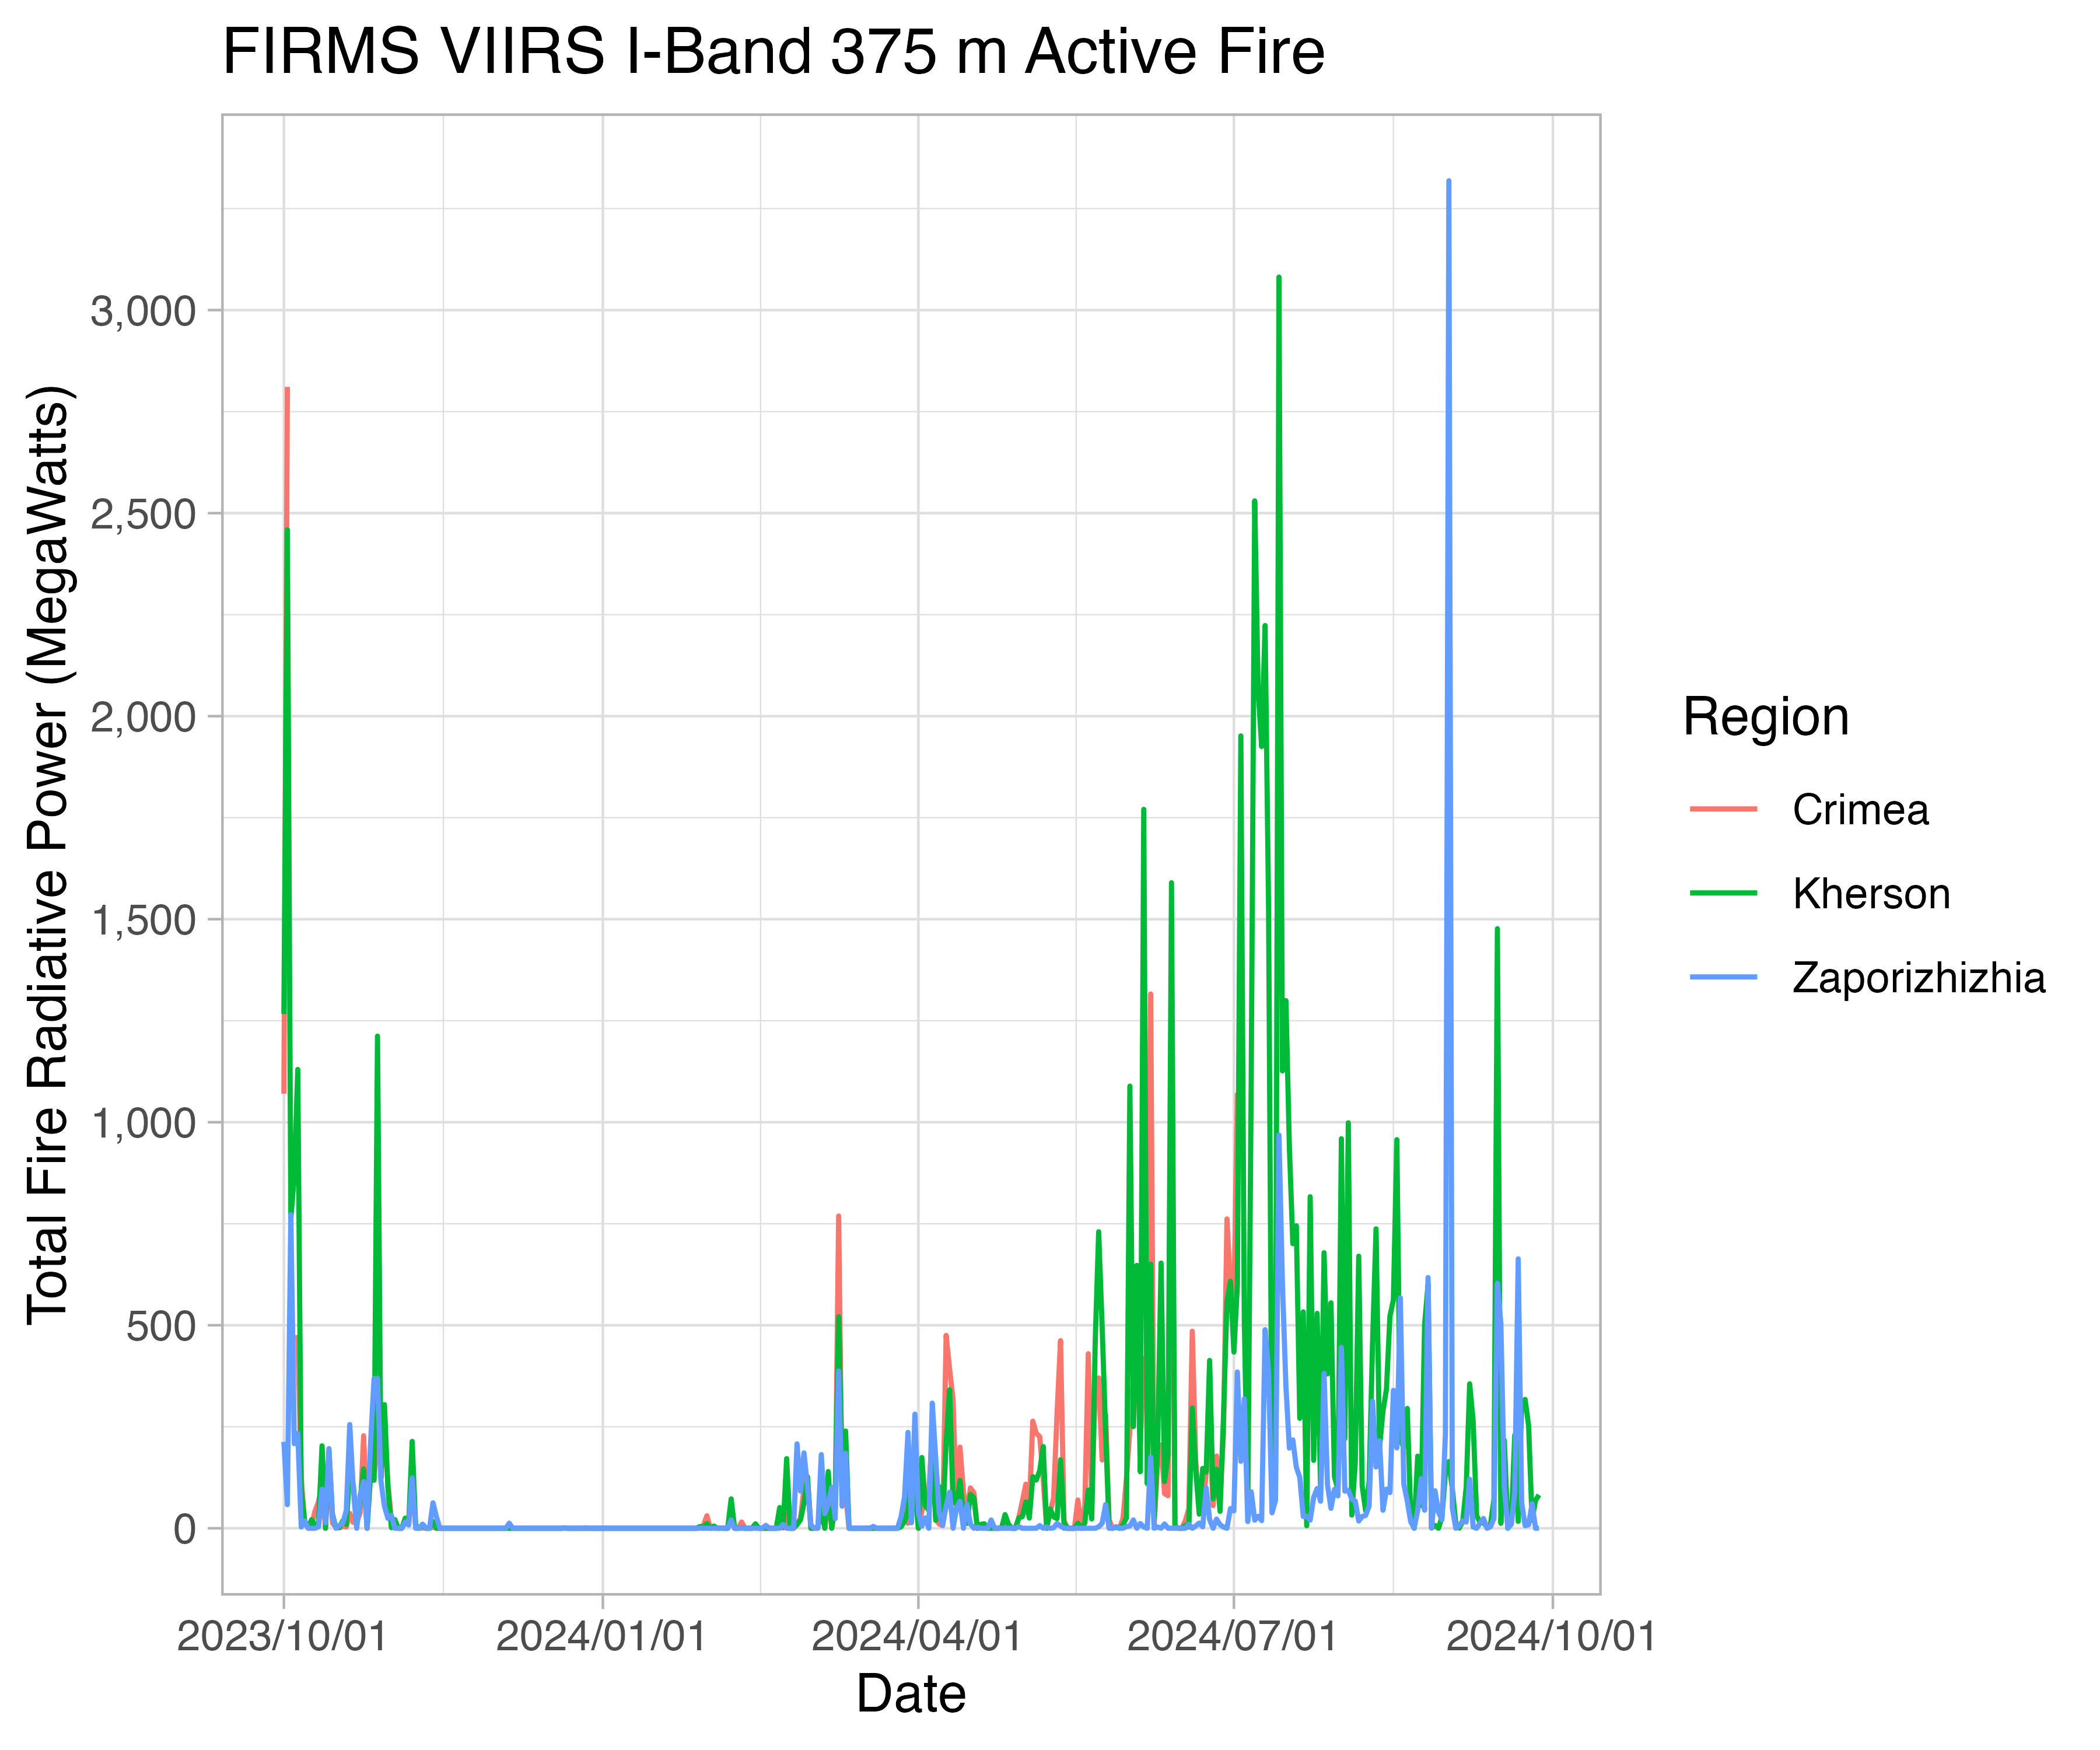 FIRMS VIIRS I-Band 375 m Active Fire
Total Fire Radiative Power (MegaWatts)
3,000
2,500
2,000
1,500
1,000
500
0
2023/10/01 2024/01/01 2024/04/01 2024/07/01 2024/10/01
Date
Region
Crimea
Kherson
Zaporizhizhia